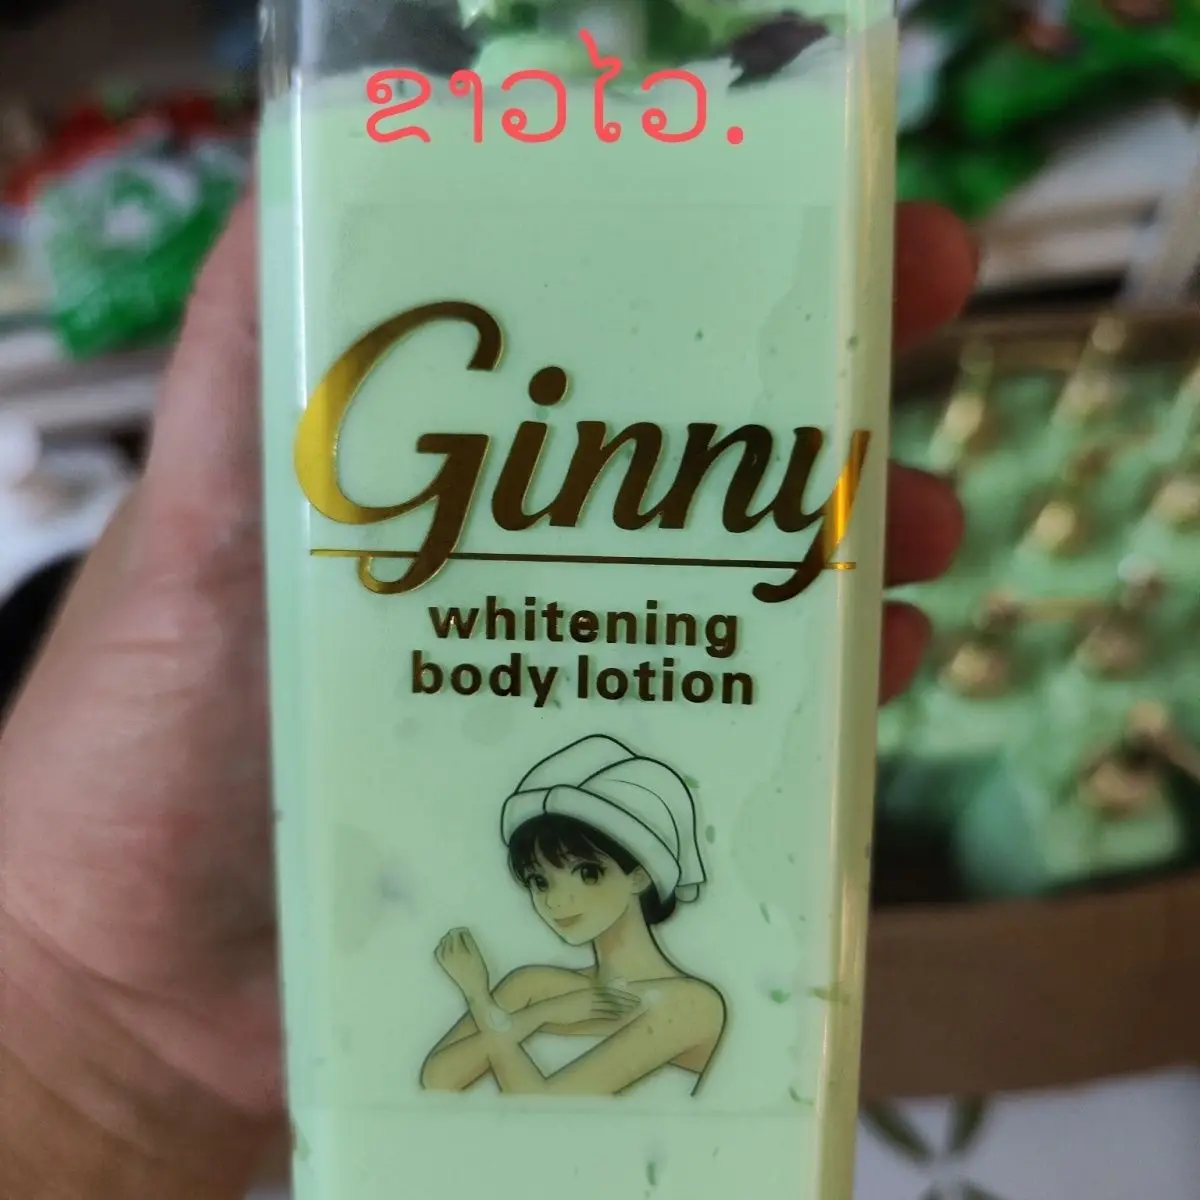 ຂາວໄວ.
Ginny
whitening
body lotion